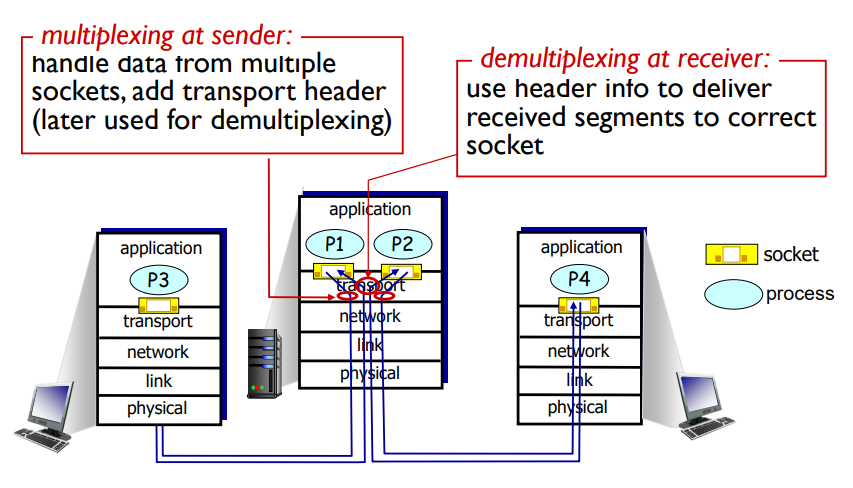 multiplexing at sender:
handle data from multiple
sockets, add transport header
(later used for demultiplexing)
demultiplexing at receiver:
use header info to deliver
received segments to correct
socket
application
P3
transport
network
link
physical
application
P1 P2
transport
network
link
physical
application
P4
transport
network
link
physical
socket
process